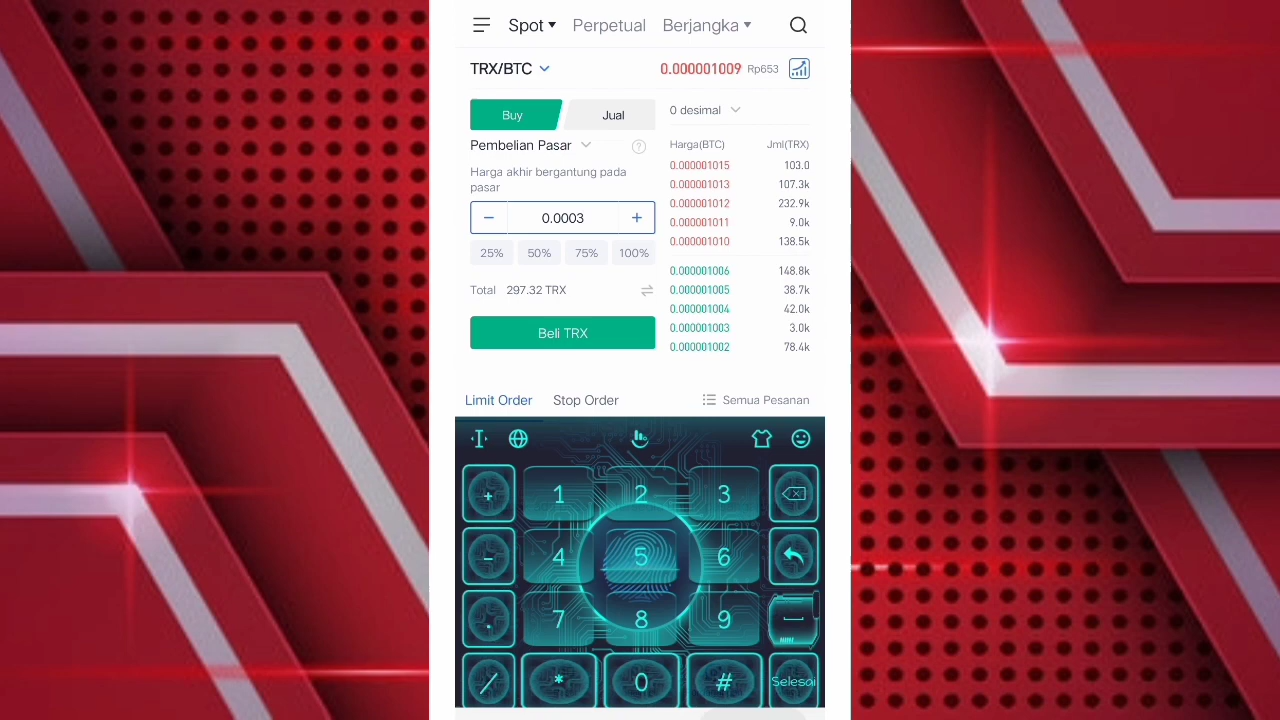 Spot Perpetual Berjangka
TRX/BTC 0.000001009 Rp653
Buy Jual 0 desimal
Pembelian Pasar ? Harga(BTC) Jml(TRX)
Harga akhir bergantung pada
pasar
0.000001015 103.0
0.000001013 107.3k
0.000001012 232.9k
0.000001011 9.0k
0.000001010 138.5k
− 0.0003 +
25% 50% 75% 100%
Total 297.32 TRX
0.000001006 148.8k
0.000001005 38.7k
0.000001004 42.0k
0.000001003 3.0k
0.000001002 78.4k
Beli TRX
Limit Order Stop Order Semua Pesanan
+ 1 2 3
- 4 5 6
. 7 8 9
/ * 0 # Selesai